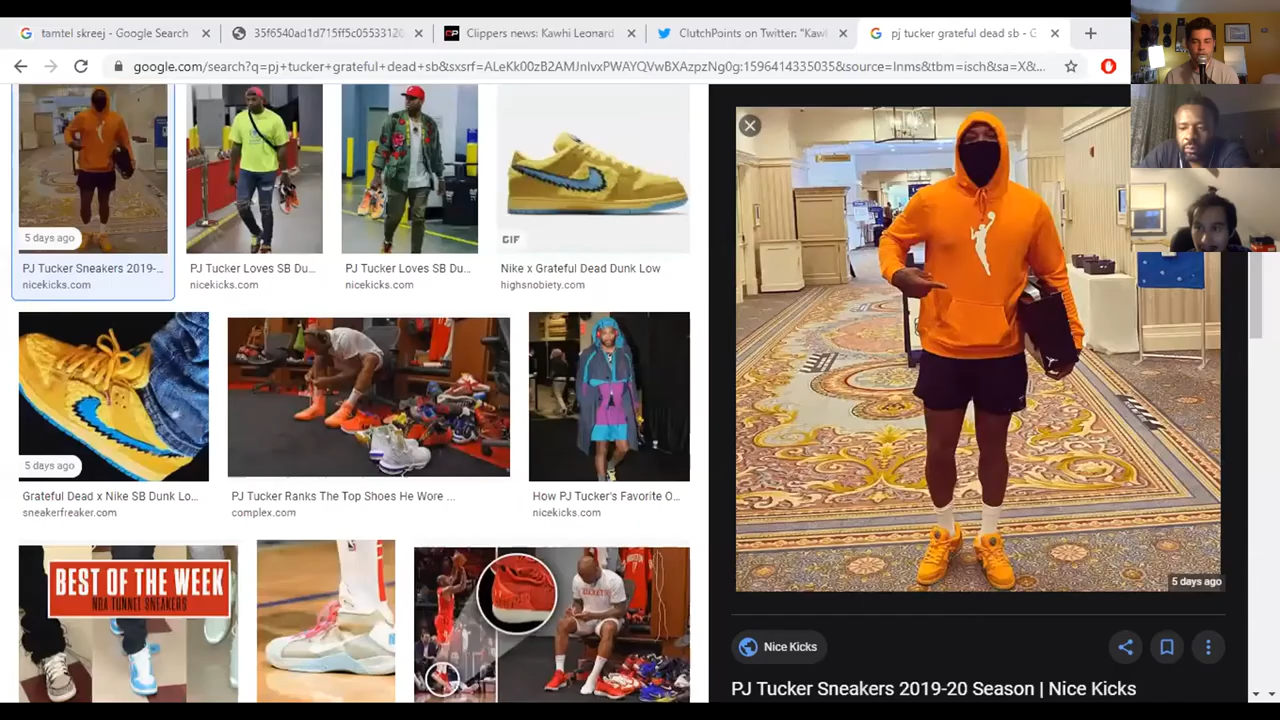 tamtel skreej - Google Search
35f6540ad1d715ff5c05533120
Clippers news: Kawhi Leonard
ClutchPoints on Twitter: "Kawl
pj tucker grateful dead sb - G
google.com/search?q=pj+tucker+grateful+dead+sb&sxsrf=ALeKk00zB2AMJnlvxPWAYQVwBXAzpzNg0g:1596414335035&source=lnms&tbm=isch&sa=X&...
5 days ago
PJ Tucker Sneakers 2019-...
nicekicks.com
PJ Tucker Loves SB Du...
nicekicks.com
PJ Tucker Loves SB Du...
nicekicks.com
GIF
Nike x Grateful Dead Dunk Low
highsnobiety.com
5 days ago
Grateful Dead x Nike SB Dunk Lo...
sneakerfreaker.com
PJ Tucker Ranks The Top Shoes He Wore ...
complex.com
How PJ Tucker's Favorite O...
nicekicks.com
BEST OF THE WEEK
NBA TUNNEL SNEAKERS
5 days ago
Nice Kicks
PJ Tucker Sneakers 2019-20 Season | Nice Kicks